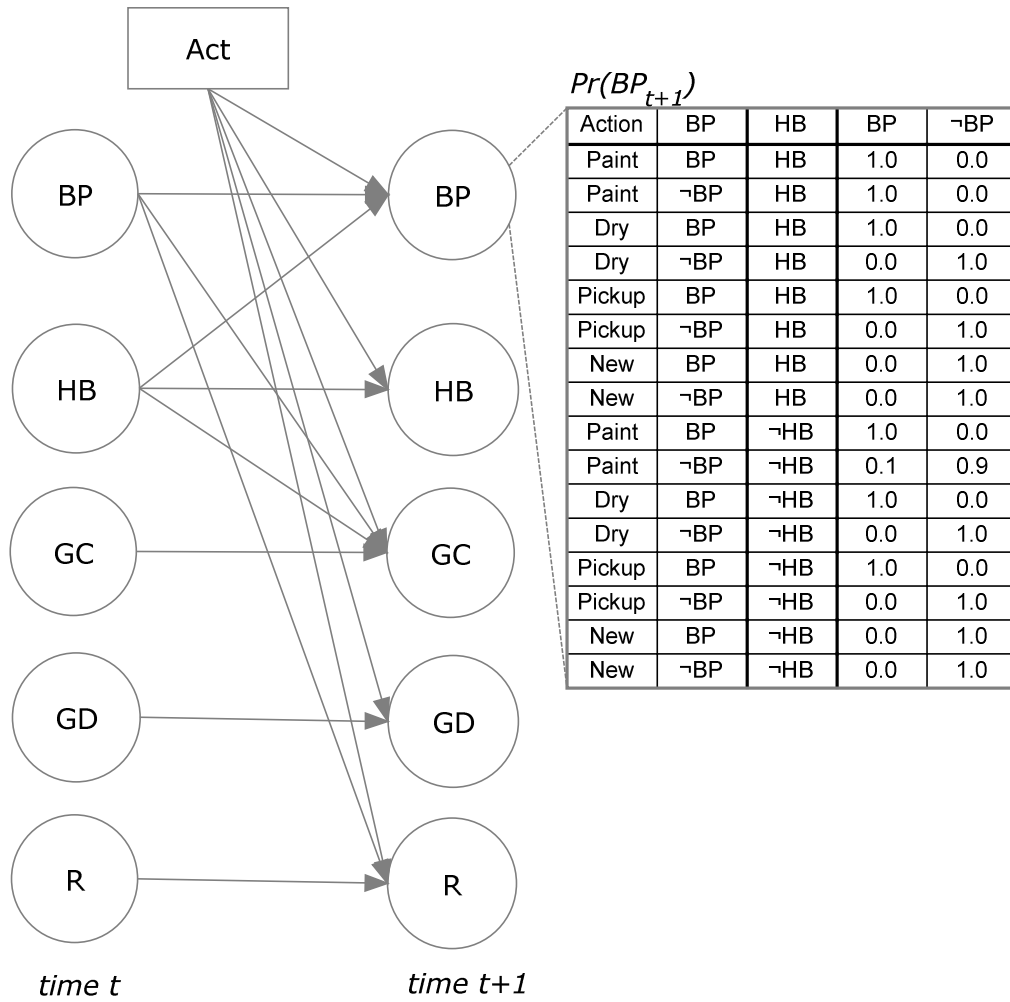 Act
BP
HB
GC
GD
R
time t
BP
HB
GC
GD
R
time t+1
Pr(BP t+1)
Action BP HB BP ¬BP
Paint BP HB 1.0 0.0
Paint ¬BP HB 1.0 0.0
Dry BP HB 1.0 0.0
Dry ¬BP HB 0.0 1.0
Pickup BP HB 1.0 0.0
Pickup ¬BP HB 0.0 1.0
New BP HB 0.0 1.0
New ¬BP HB 0.0 1.0
Paint BP ¬HB 1.0 0.0
Paint ¬BP ¬HB 0.1 0.9
Dry BP ¬HB 1.0 0.0
Dry ¬BP ¬HB 0.0 1.0
Pickup BP ¬HB 1.0 0.0
Pickup ¬BP ¬HB 0.0 1.0
New BP ¬HB 0.0 1.0
New ¬BP ¬HB 0.0 1.0